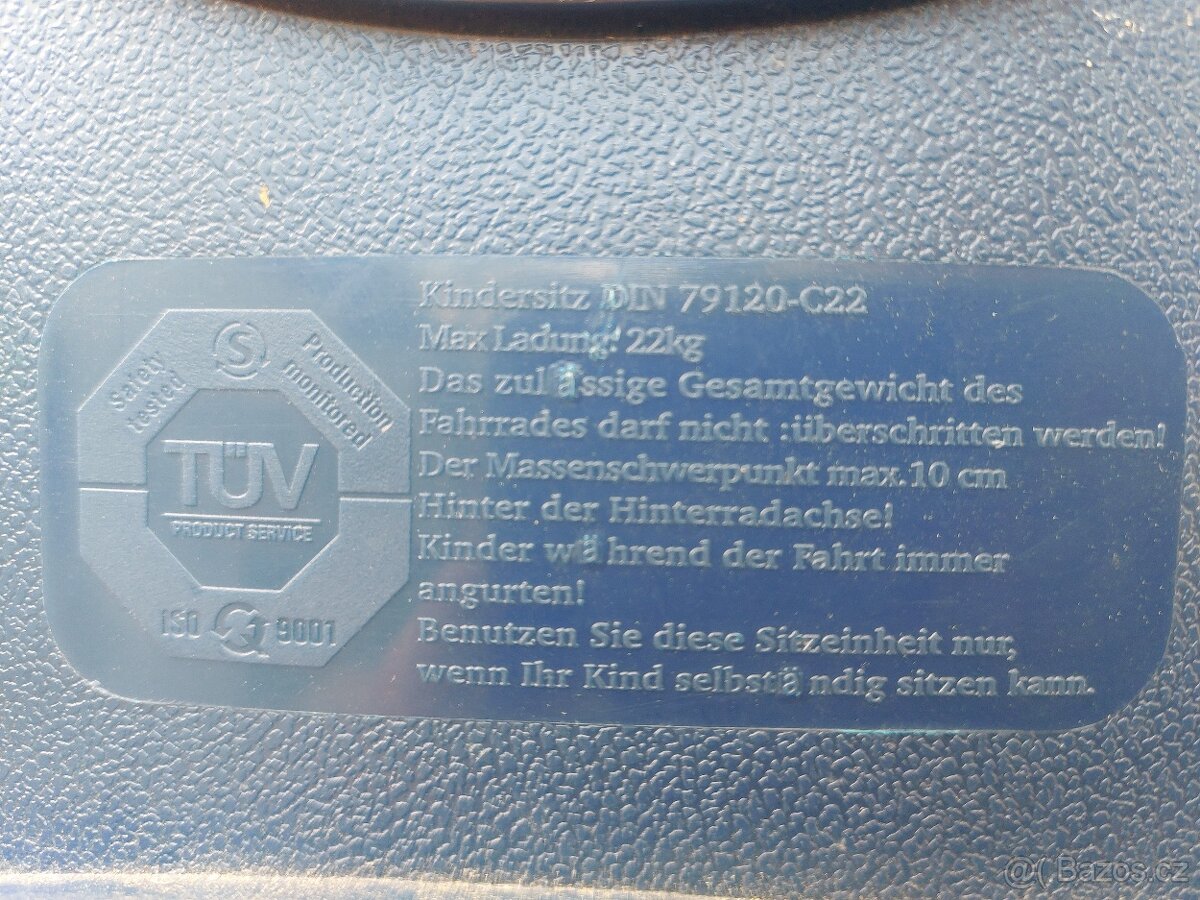 Safety
tested
S
Production
monitored
TÜV
PRODUCT SERVICE
ISO 9001
Kindersitz DIN 79120-C22
Max Ladung: 22kg
Das zul ässige Gesamtgewicht des
Fahrrades darf nicht :überschritten werden!
Der Massenschwerpunkt max.10 cm
Hinter der Hinterradachse!
Kinder wä hrend der Fahrt immer
angurten!
Benutzen Sie diese Sitzeinheit nur,
wenn Ihr Kind selbstä ndig sitzen kann.
Bazos.cz